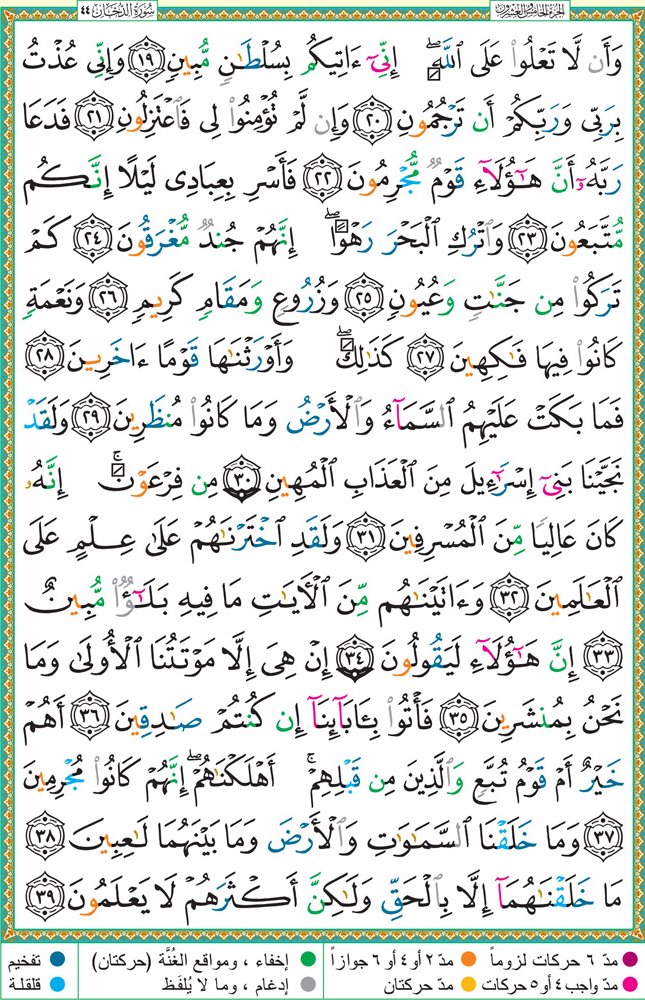 الجزء الخامس والعشرون سورة الدخان ٤٤
وَأَن لَّا تَعْلُوا۟ عَلَى ٱللَّهِ ۖ إِنِّىٓ ءَاتِيكُم بِسُلْطَـٰنٍ مُّبِينٍ ١٩ وَإِنِّى عُذْتُ
بِرَبِّى وَرَبِّكُمْ أَن تَرْجُمُونِ ٢٠ وَإِن لَّمْ تُؤْمِنُوا۟ لِى فَٱعْتَزِلُونِ ٢١ فَدَعَا
رَبَّهُۥٓ أَنَّ هَـٰٓؤُلَآءِ قَوْمٌ مُّجْرِمُونَ ٢٢ فَأَسْرِ بِعِبَادِى لَيْلًا إِنَّكُم
مُّتَّبَعُونَ ٢٣ وَٱتْرُكِ ٱلْبَحْرَ رَهْوًا ۖ إِنَّهُمْ جُندٌ مُّغْرَقُونَ ٢٤ كَمْ
تَرَكُوا۟ مِن جَنَّـٰتٍ وَعُيُونٍ ٢٥ وَزُرُوعٍ وَمَقَامٍ كَرِيمٍ ٢٦ وَنَعْمَةٍ
كَانُوا۟ فِيهَا فَـٰكِهِينَ ٢٧ كَذَٰلِكَ ۖ وَأَوْرَثْنَـٰهَا قَوْمًا ءَاخَرِينَ ٢٨
فَمَا بَكَتْ عَلَيْهِمُ ٱلسَّمَآءُ وَٱلْأَرْضُ وَمَا كَانُوا۟ مُنظَرِينَ ٢٩ وَلَقَدْ
نَجَّيْنَا بَنِىٓ إِسْرَٰٓءِيلَ مِنَ ٱلْعَذَابِ ٱلْمُهِينِ ٣٠ مِن فِرْعَوْنَ ۚ إِنَّهُۥ
كَانَ عَالِيًا مِّنَ ٱلْمُسْرِفِينَ ٣١ وَلَقَدِ ٱخْتَرْنَـٰهُمْ عَلَىٰ عِلْمٍ عَلَى
ٱلْعَـٰلَمِينَ ٣٢ وَءَاتَيْنَـٰهُم مِّنَ ٱلْـَٔايَـٰتِ مَا فِيهِ بَلَـٰٓؤٌا۟ مُّبِينٌ
٣٣ إِنَّ هَـٰٓؤُلَآءِ لَيَقُولُونَ ٣٤ إِنْ هِىَ إِلَّا مَوْتَتُنَا ٱلْأُولَىٰ وَمَا
نَحْنُ بِمُنشَرِينَ ٣٥ فَأْتُوا۟ بِـَٔابَآئِنَآ إِن كُنتُمْ صَـٰدِقِينَ ٣٦ أَهُمْ
خَيْرٌ أَمْ قَوْمُ تُبَّعٍ وَٱلَّذِينَ مِن قَبْلِهِمْ ۚ أَهْلَكْنَـٰهُمْ ۖ إِنَّهُمْ كَانُوا۟ مُجْرِمِينَ
٣٧ وَمَا خَلَقْنَا ٱلسَّمَـٰوَٰتِ وَٱلْأَرْضَ وَمَا بَيْنَهُمَا لَـٰعِبِينَ ٣٨
مَا خَلَقْنَـٰهُمَآ إِلَّا بِٱلْحَقِّ وَلَـٰكِنَّ أَكْثَرَهُمْ لَا يَعْلَمُونَ ٣٩
مدّ ٦ حركات لزوماً مدّ ٢ أو ٤ أو ٦ جوازاً إخفاء ، ومواقع الغُنَّة (حركتان) تفخيم
مدّ واجب ٤ أو ٥ حركات مدّ حركتان إدغام ، وما لا يُلفَظ قلقلة